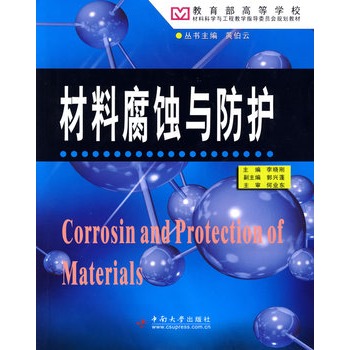 教育部高等学校
材料科学与工程教学指导委员会规划教材
丛书主编 黄伯云
材料腐蚀与防护
主 编 李晓刚
副主编 郭兴蓬
主 审 何业东
Corrosin and Protection of
Materials
中南大学出版社
www.csupress.com.cn